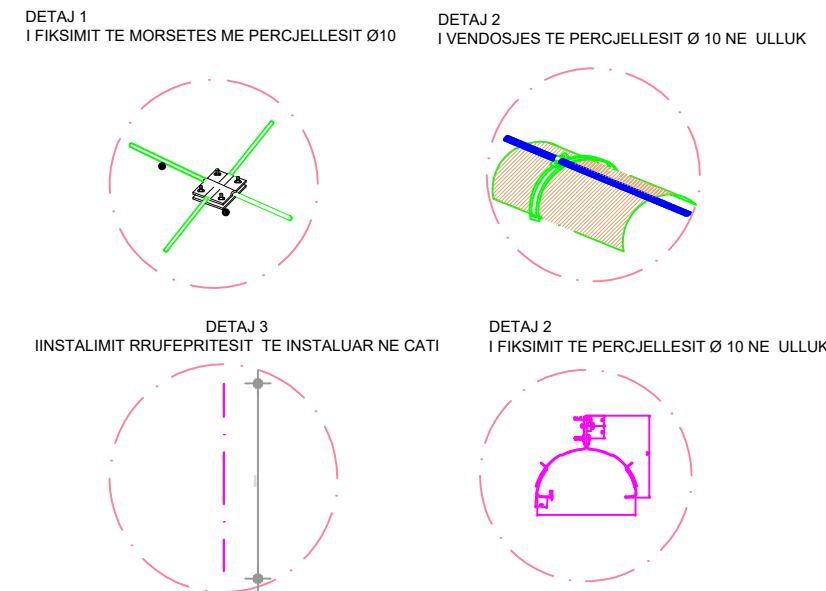 DETAJ 1
I FIKSIMIT TE MORSETES ME PERCJELLESIT Ø10
DETAJ 2
I VENDOSJES TE PERCJELLESIT Ø 10 NE ULLUK
DETAJ 3
IINSTALIMIT RRUFEPRITESIT TE INSTALUAR NE CATI
DETAJ 2
I FIKSIMIT TE PERCJELLESIT Ø 10 NE ULLUK